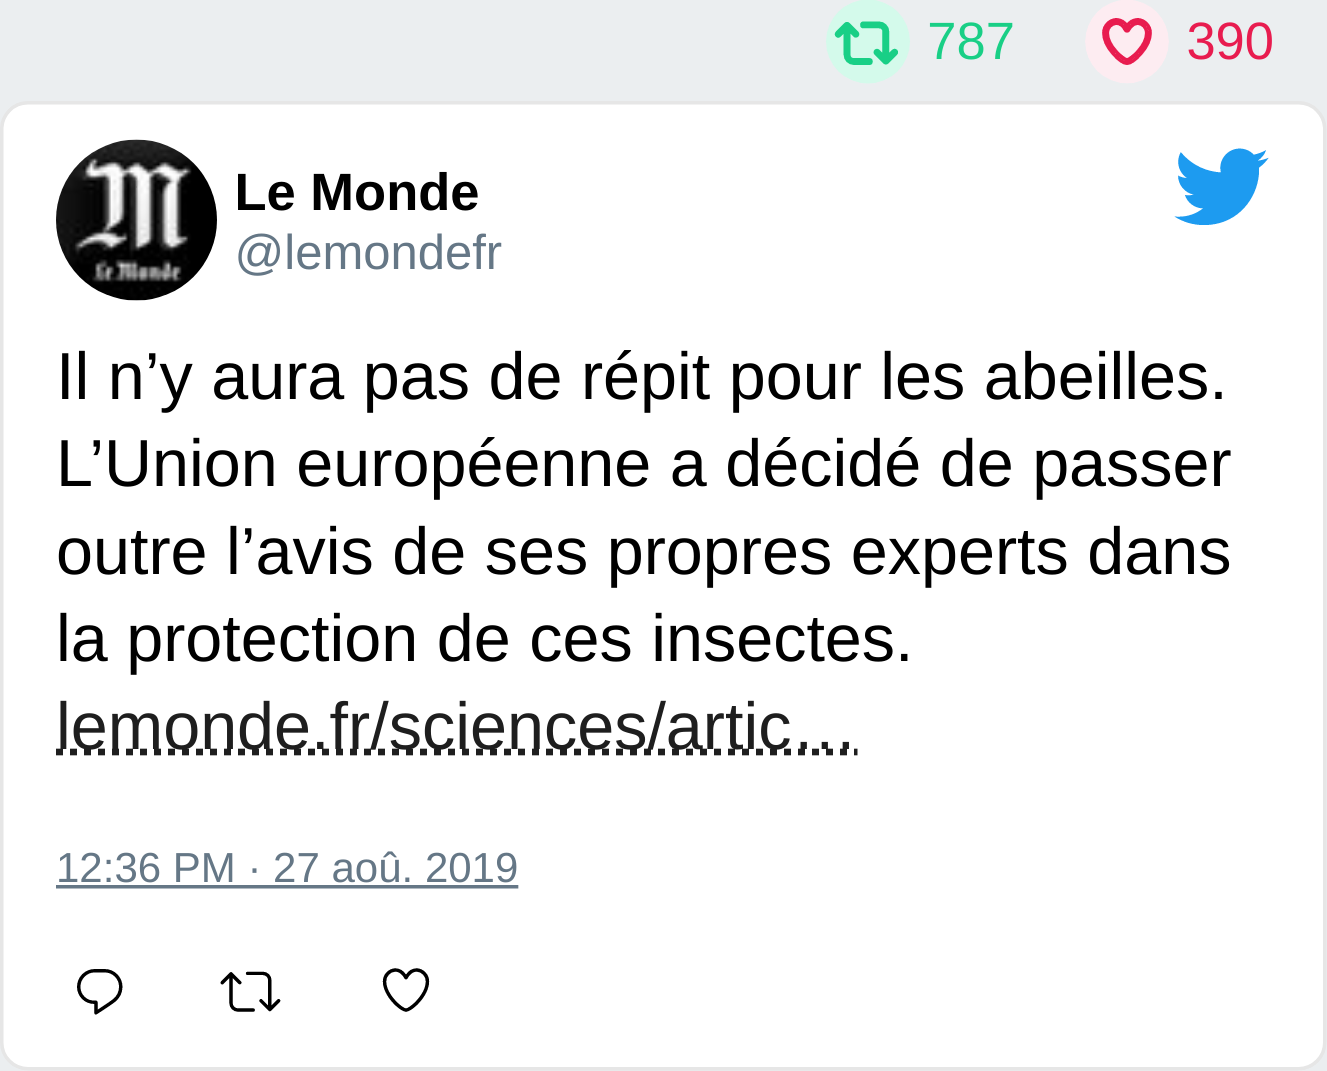 787 390
Le Monde
@lemondefr
M
Le Monde
Il n’y aura pas de répit pour les abeilles.
L’Union européenne a décidé de passer
outre l’avis de ses propres experts dans
la protection de ces insectes.
lemonde.fr/sciences/artic…
12:36 PM · 27 aoû. 2019